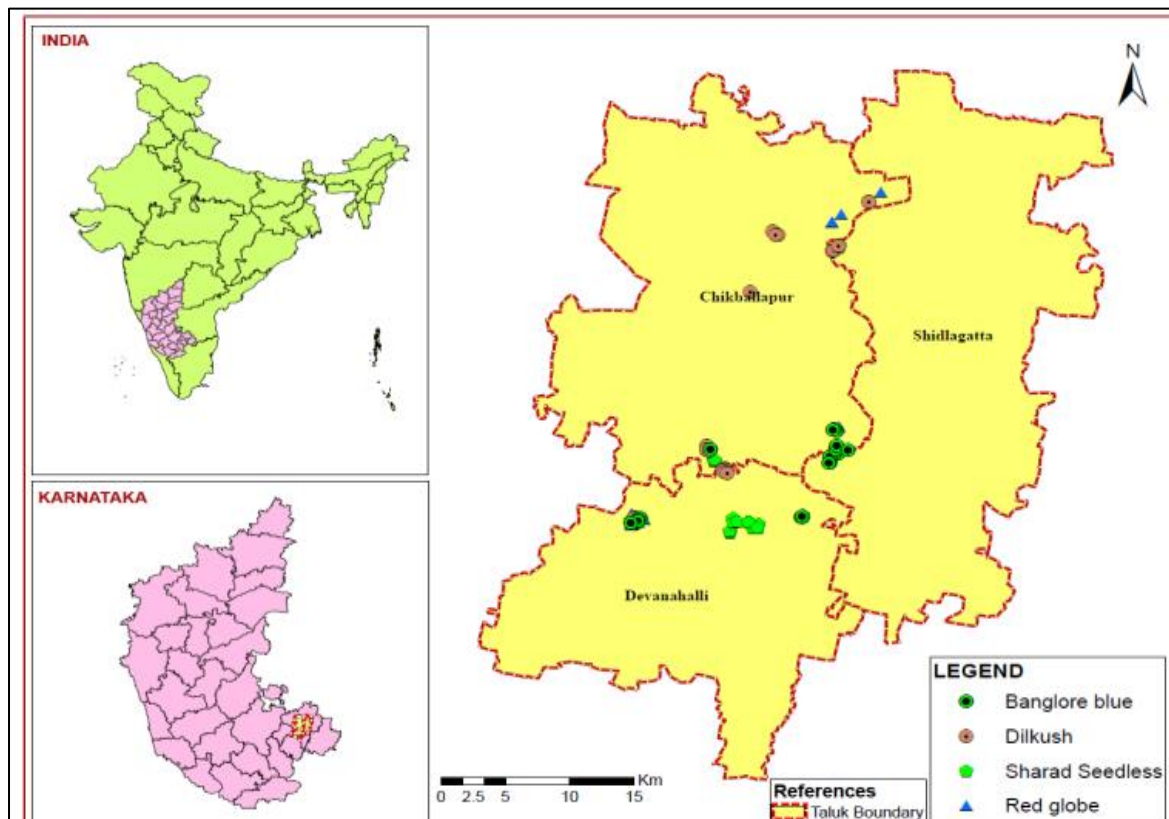 INDIA
KARNATAKA
N
Chikballapur
Shidlagatta
Devanahalli
Km
0 2.5 5 10 15
References
Taluk Boundary
LEGEND
Banglore blue
Dilkush
Sharad Seedless
Red globe